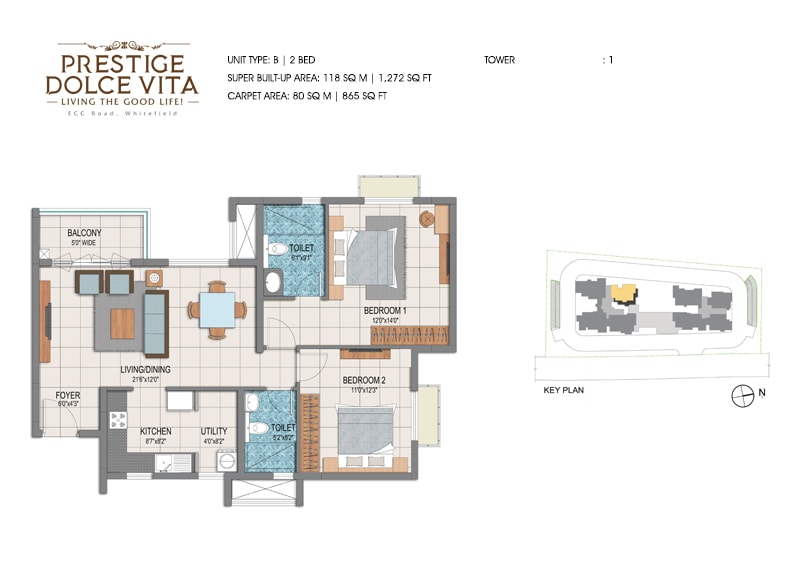 PRESTIGE
DOLCE VITA
LIVING THE GOOD LIFE!
ECC Road, Whitefield
UNIT TYPE: B | 2 BED
SUPER BUILT-UP AREA: 118 SQ M | 1,272 SQ FT
CARPET AREA: 80 SQ M | 865 SQ FT
TOWER : 1
BALCONY
5'0" WIDE
TOILET
6'1"x9'1"
BEDROOM 1
12'0"x14'0"
LIVING/DINING
21'6"x12'0"
BEDROOM 2
11'0"x12'3"
FOYER
6'0"x4'3"
KITCHEN
8'7"x8'2"
UTILITY
4'0"x8'2"
TOILET
5'2"x8'2"
KEY PLAN
N